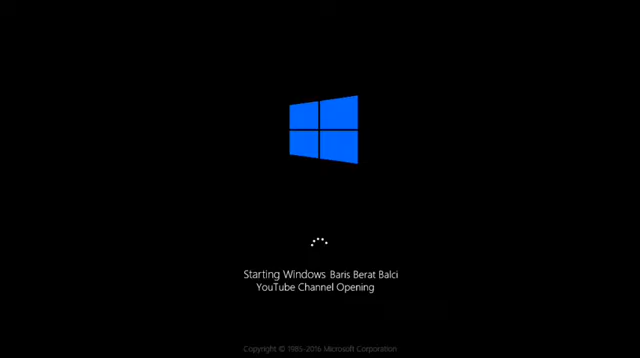 Starting Windows Baris Berat Balci
YouTube Channel Opening
Copyright © 1985-2016 Microsoft Corporation